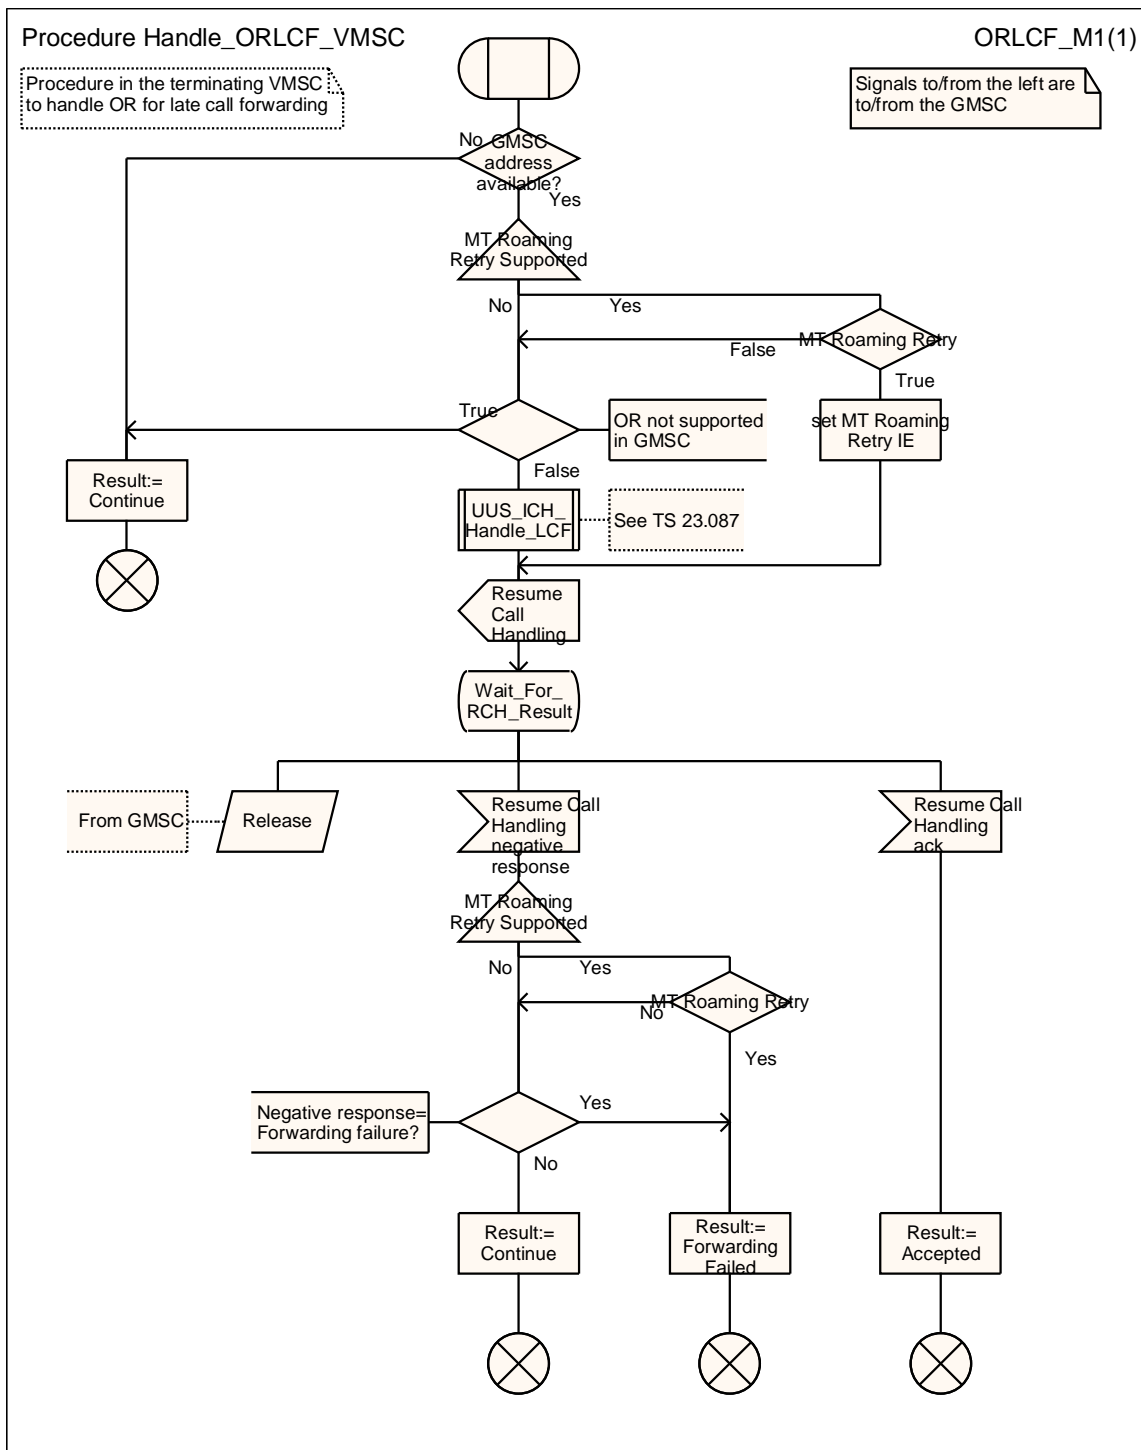 Procedure Handle_ORLCF_VMSC
ORLCF_M1(1)
Procedure in the terminating VMSC
to handle OR for late call forwarding
Signals to/from the left are
to/from the GMSC
No
GMSC
address
available?
Yes
MT Roaming
Retry Supported
No
Yes
MT Roaming Retry
False
True
True
OR not supported
in GMSC
set MT Roaming
Retry IE
False
Result:=
Continue
UUS_ICH_
Handle_LCF
See TS 23.087
Resume
Call
Handling
Wait_For_
RCH_Result
From GMSC
Release
Resume Call
Handling
negative
response
Resume Call
Handling
ack
MT Roaming
Retry Supported
No
Yes
MT Roaming Retry
No
Yes
Negative response=
Forwarding failure?
Yes
No
Result:=
Continue
Result:=
Forwarding
Failed
Result:=
Accepted